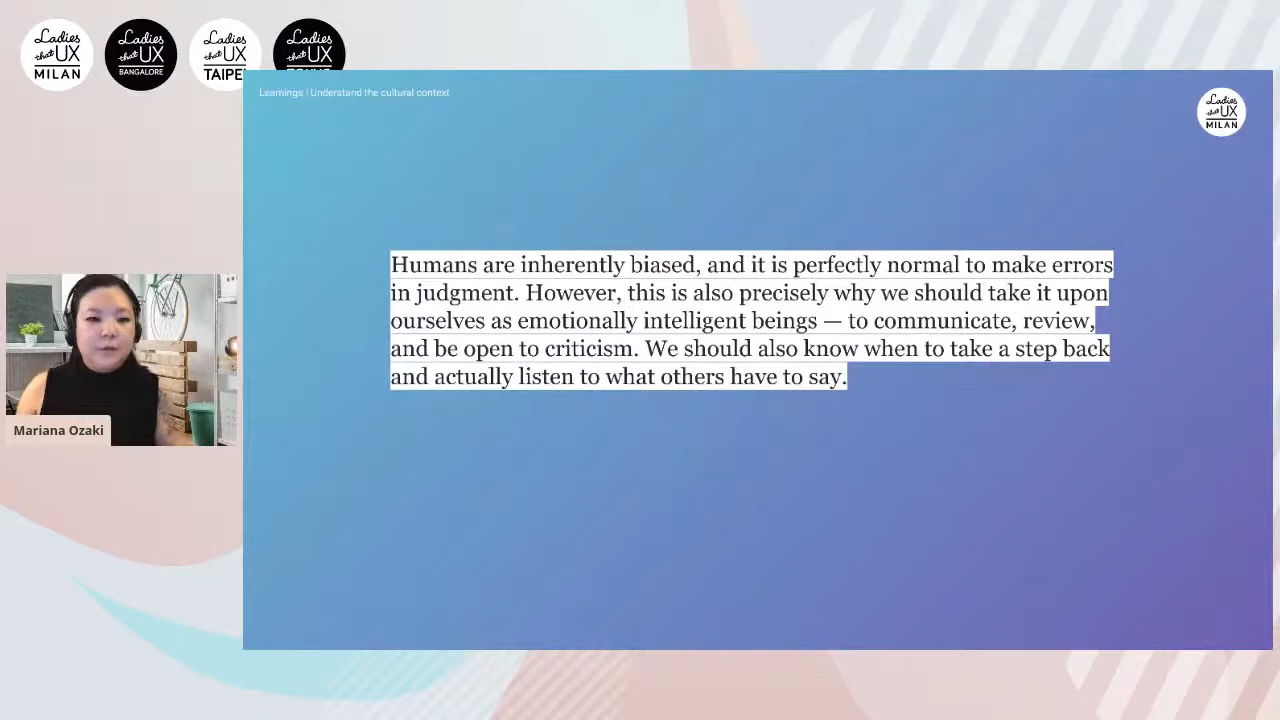 Ladies
that UX
MILAN
Ladies
that UX
BANGALORE
Ladies
that UX
TAIPEI
Ladies
that UX
Learnings | Understand the cultural context
Ladies
that UX
MILAN
Humans are inherently biased, and it is perfectly normal to make errors
in judgment. However, this is also precisely why we should take it upon
ourselves as emotionally intelligent beings — to communicate, review,
and be open to criticism. We should also know when to take a step back
and actually listen to what others have to say.
Mariana Ozaki